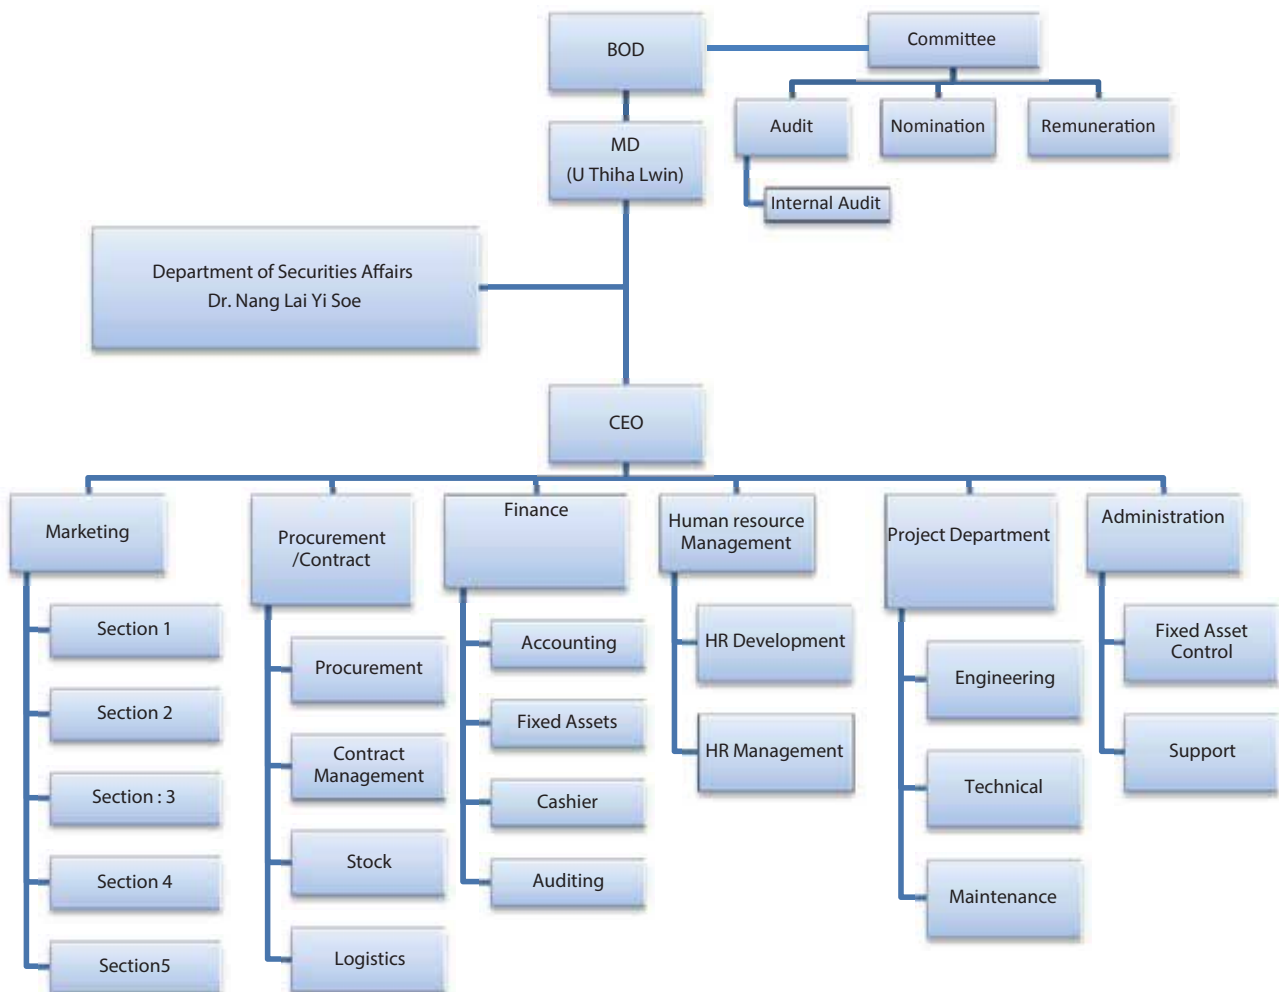 BOD
Committee
Audit
Nomination
Remuneration
Internal Audit
MD
(U Thiha Lwin)
Department of Securities Affairs
Dr. Nang Lai Yi Soe
CEO
Marketing
Section 1
Section 2
Section : 3
Section 4
Section5
Procurement
/Contract
Procurement
Contract
Management
Stock
Logistics
Finance
Accounting
Fixed Assets
Cashier
Auditing
Human resource
Management
HR Development
HR Management
Project Department
Engineering
Technical
Maintenance
Administration
Fixed Asset
Control
Support